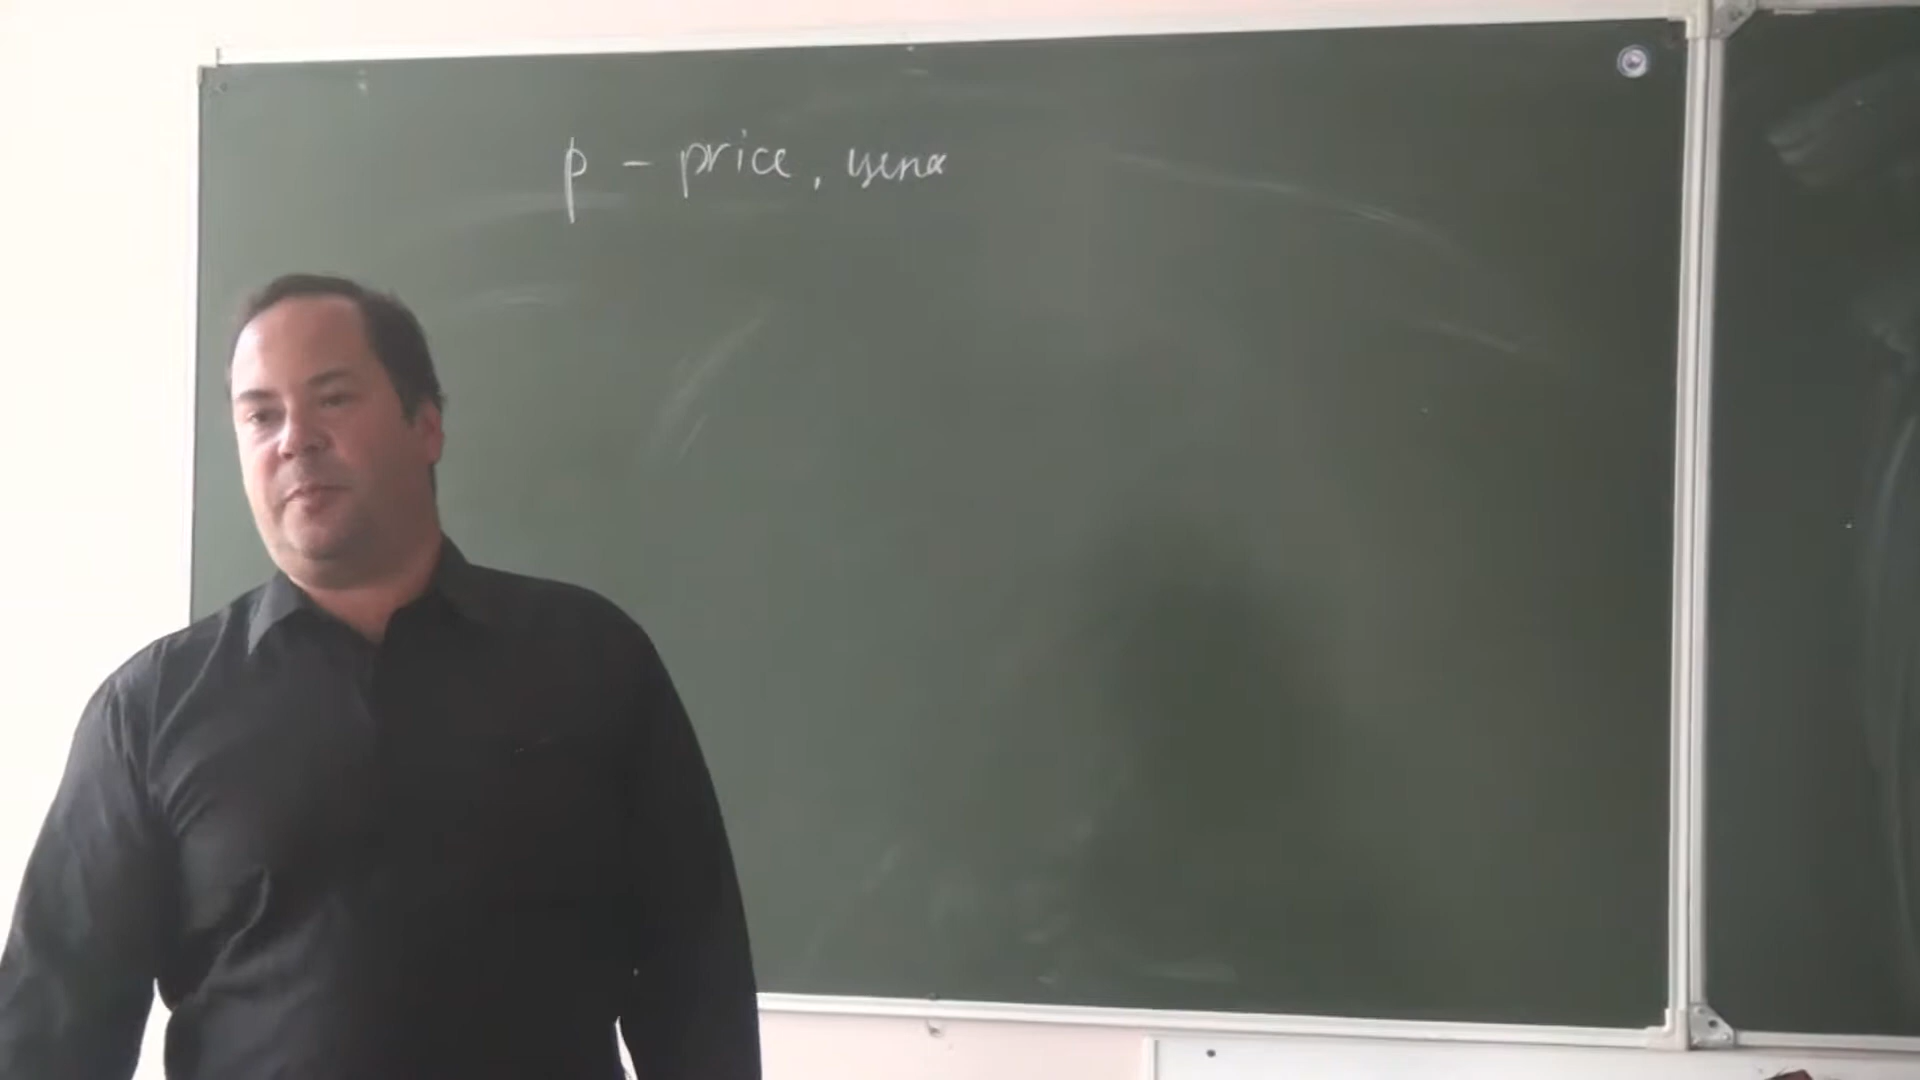 p – price, цена